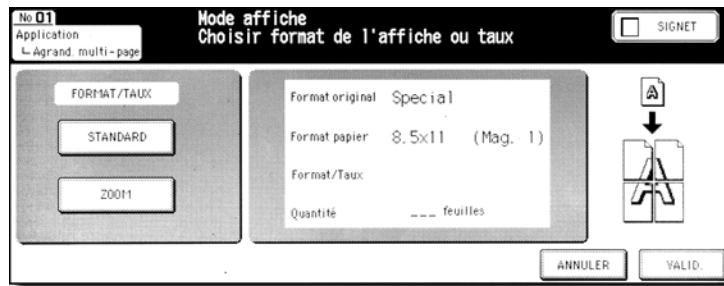 No 01
Application
Agrand. multi-page
Mode affiche
Choisir format de l'affiche ou taux
SIGNET
FORMAT/TAUX
STANDARD
ZOOM
Format original Special
Format papier 8.5x11 (Mag. 1)
Format/Taux
Quantité ___ feuilles
A
A
ANNULER
VALID.